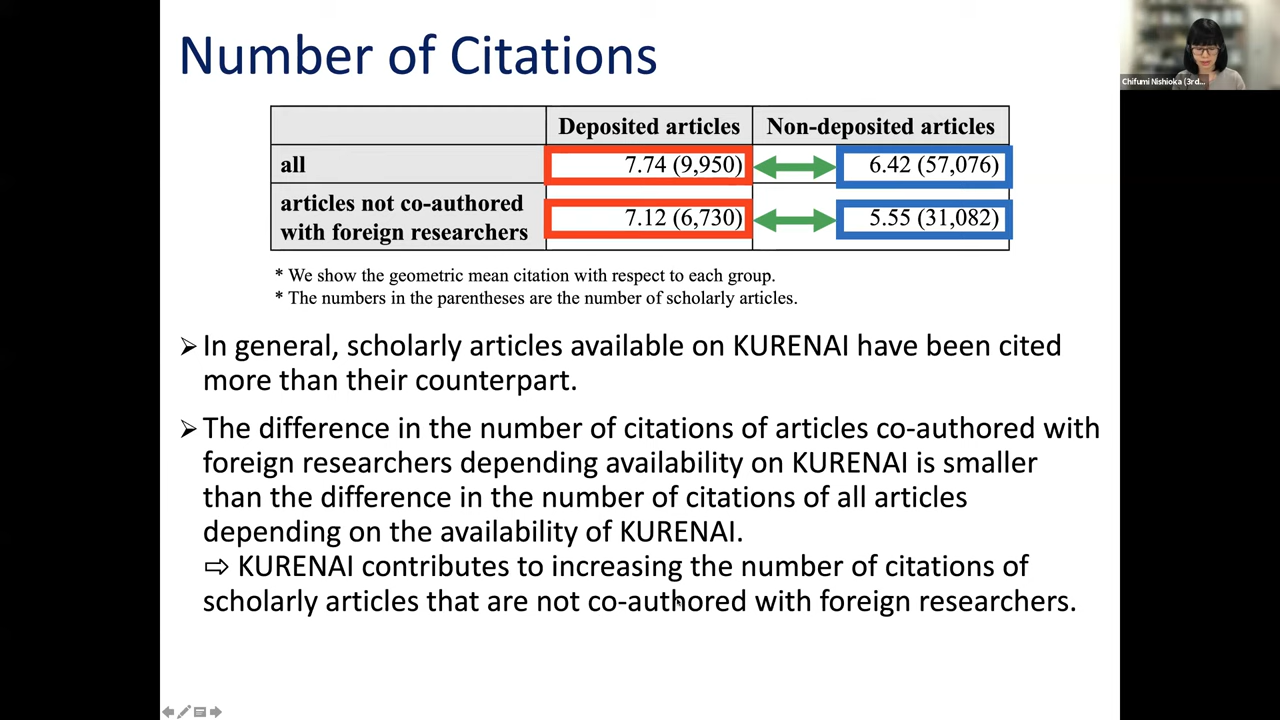 Number of Citations
Deposited articles Non-deposited articles
all 7.74 (9,950) 6.42 (57,076)
articles not co-authored
with foreign researchers 7.12 (6,730) 5.55 (31,082)
* We show the geometric mean citation with respect to each group.
* The numbers in the parentheses are the number of scholarly articles.
➢ In general, scholarly articles available on KURENAI have been cited
more than their counterpart.
➢ The difference in the number of citations of articles co-authored with
foreign researchers depending availability on KURENAI is smaller
than the difference in the number of citations of all articles
depending on the availability of KURENAI.
⇨ KURENAI contributes to increasing the number of citations of
scholarly articles that are not co-authored with foreign researchers.
Chifumi Nishioka (3rd...